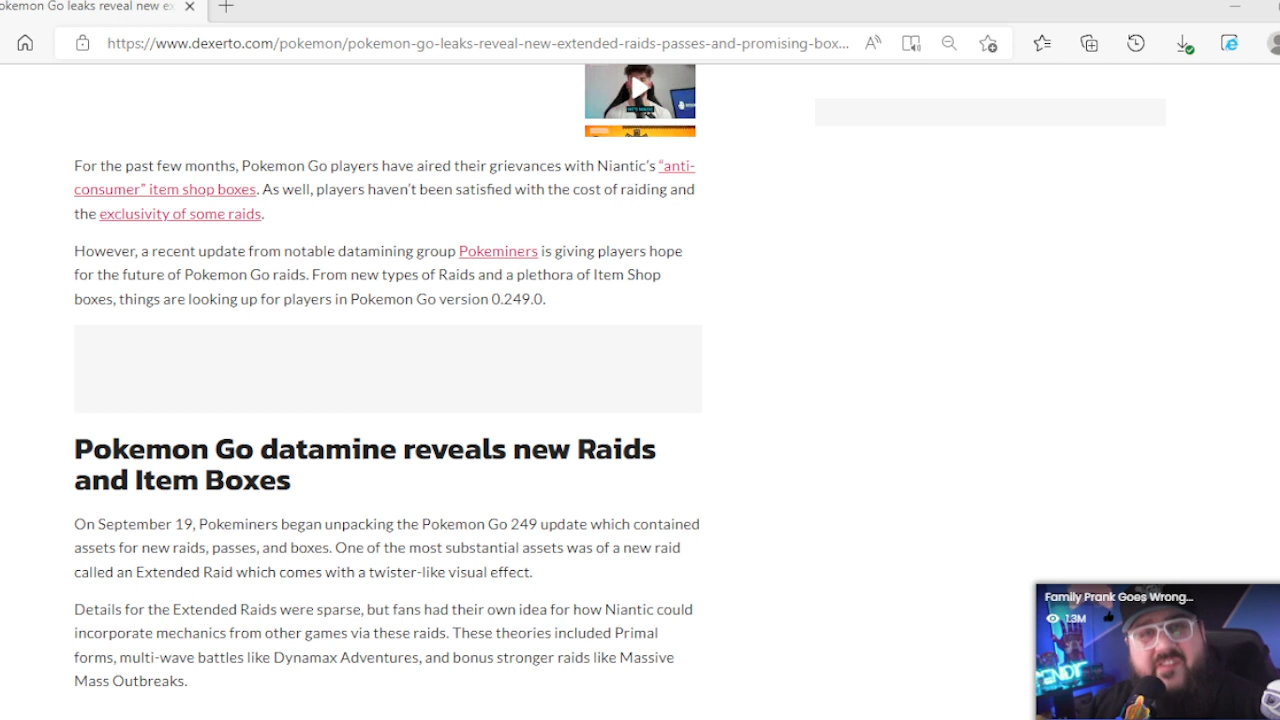 okemon Go leaks reveal new ex
https://www.dexerto.com/pokemon/pokemon-go-leaks-reveal-new-extended-raids-passes-and-promising-box...
For the past few months, Pokemon Go players have aired their grievances with Niantic's “anti-
consumer” item shop boxes. As well, players haven't been satisfied with the cost of raiding and
the exclusivity of some raids.
However, a recent update from notable datamining group Pokeminers is giving players hope
for the future of Pokemon Go raids. From new types of Raids and a plethora of Item Shop
boxes, things are looking up for players in Pokemon Go version 0.249.0.
Pokemon Go datamine reveals new Raids
and Item Boxes
On September 19, Pokeminers began unpacking the Pokemon Go 249 update which contained
assets for new raids, passes, and boxes. One of the most substantial assets was of a new raid
called an Extended Raid which comes with a twister-like visual effect.
Details for the Extended Raids were sparse, but fans had their own idea for how Niantic could
incorporate mechanics from other games via these raids. These theories included Primal
forms, multi-wave battles like Dynamax Adventures, and bonus stronger raids like Massive
Mass Outbreaks.
Family Prank Goes Wrong...
1.3M